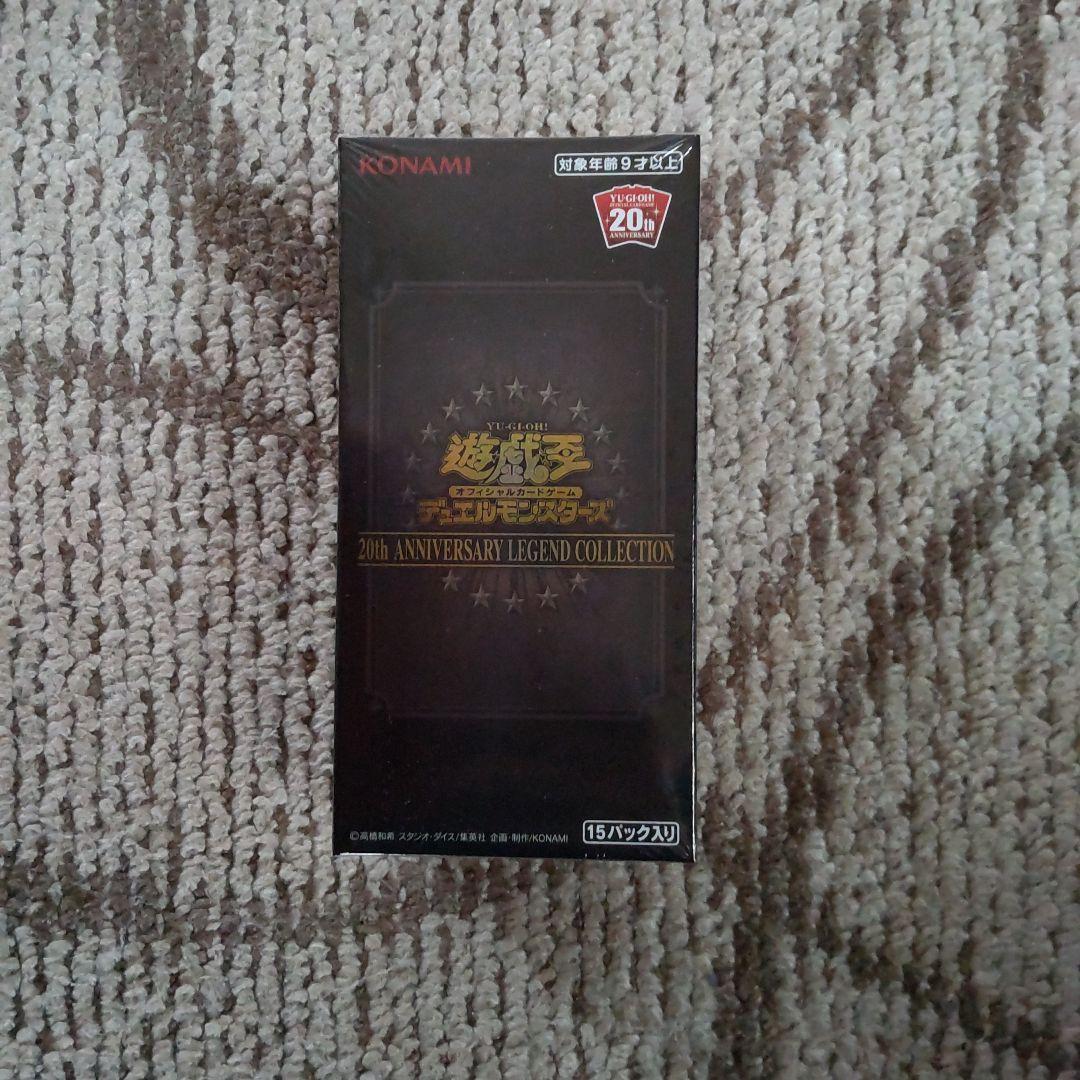 KONAMI
対象年齢9才以上
YU-GI-OH!
OFFICIAL CARD GAME
20th
ANNIVERSARY
YU-GI-OH!
遊戯王
オフィシャルカードゲーム
デュエルモンスターズ
20th ANNIVERSARY LEGEND COLLECTION
©高橋和希 スタジオ・ダイス/集英社 企画・制作/KONAMI
15パック入り